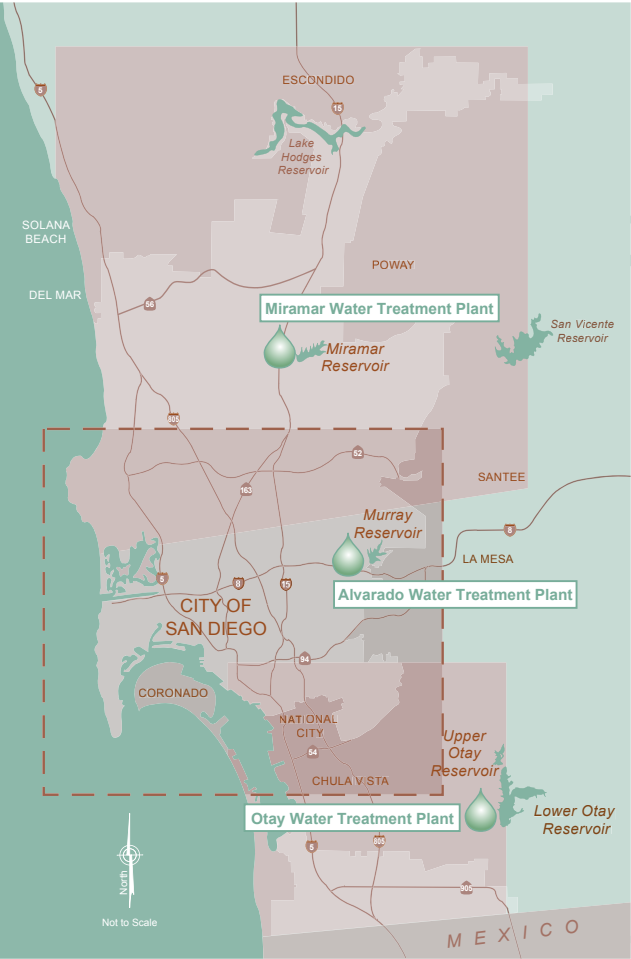 5
ESCONDIDO
15
Lake
Hodges
Reservoir
SOLANA
BEACH
POWAY
DEL MAR
56
Miramar Water Treatment Plant
San Vicente
Reservoir
Miramar
Reservoir
805
52
SANTEE
163
Murray
Reservoir
8
LA MESA
5
8
15
Alvarado Water Treatment Plant
CITY OF
SAN DIEGO
94
CORONADO
NATIONAL
CITY
54
Upper
Otay
Reservoir
CHULA VISTA
Otay Water Treatment Plant
Lower Otay
Reservoir
5
805
North
905
Not to Scale
MEXICO